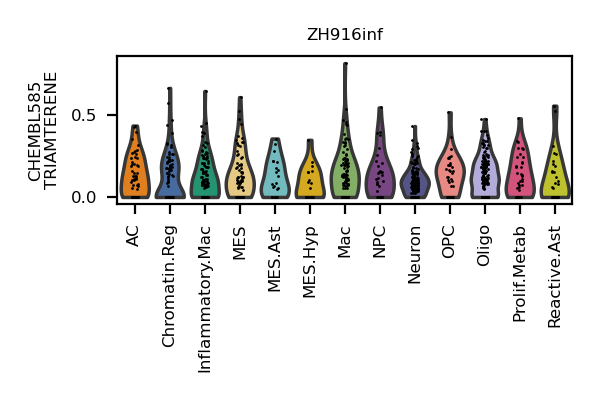 ZH916inf
CHEMBL585
TRIAMTERENE
0.5
0.0
AC
Chromatin.Reg
Inflammatory.Mac
MES
MES.Ast
MES.Hyp
Mac
NPC
Neuron
OPC
Oligo
Prolif.Metab
Reactive.Ast